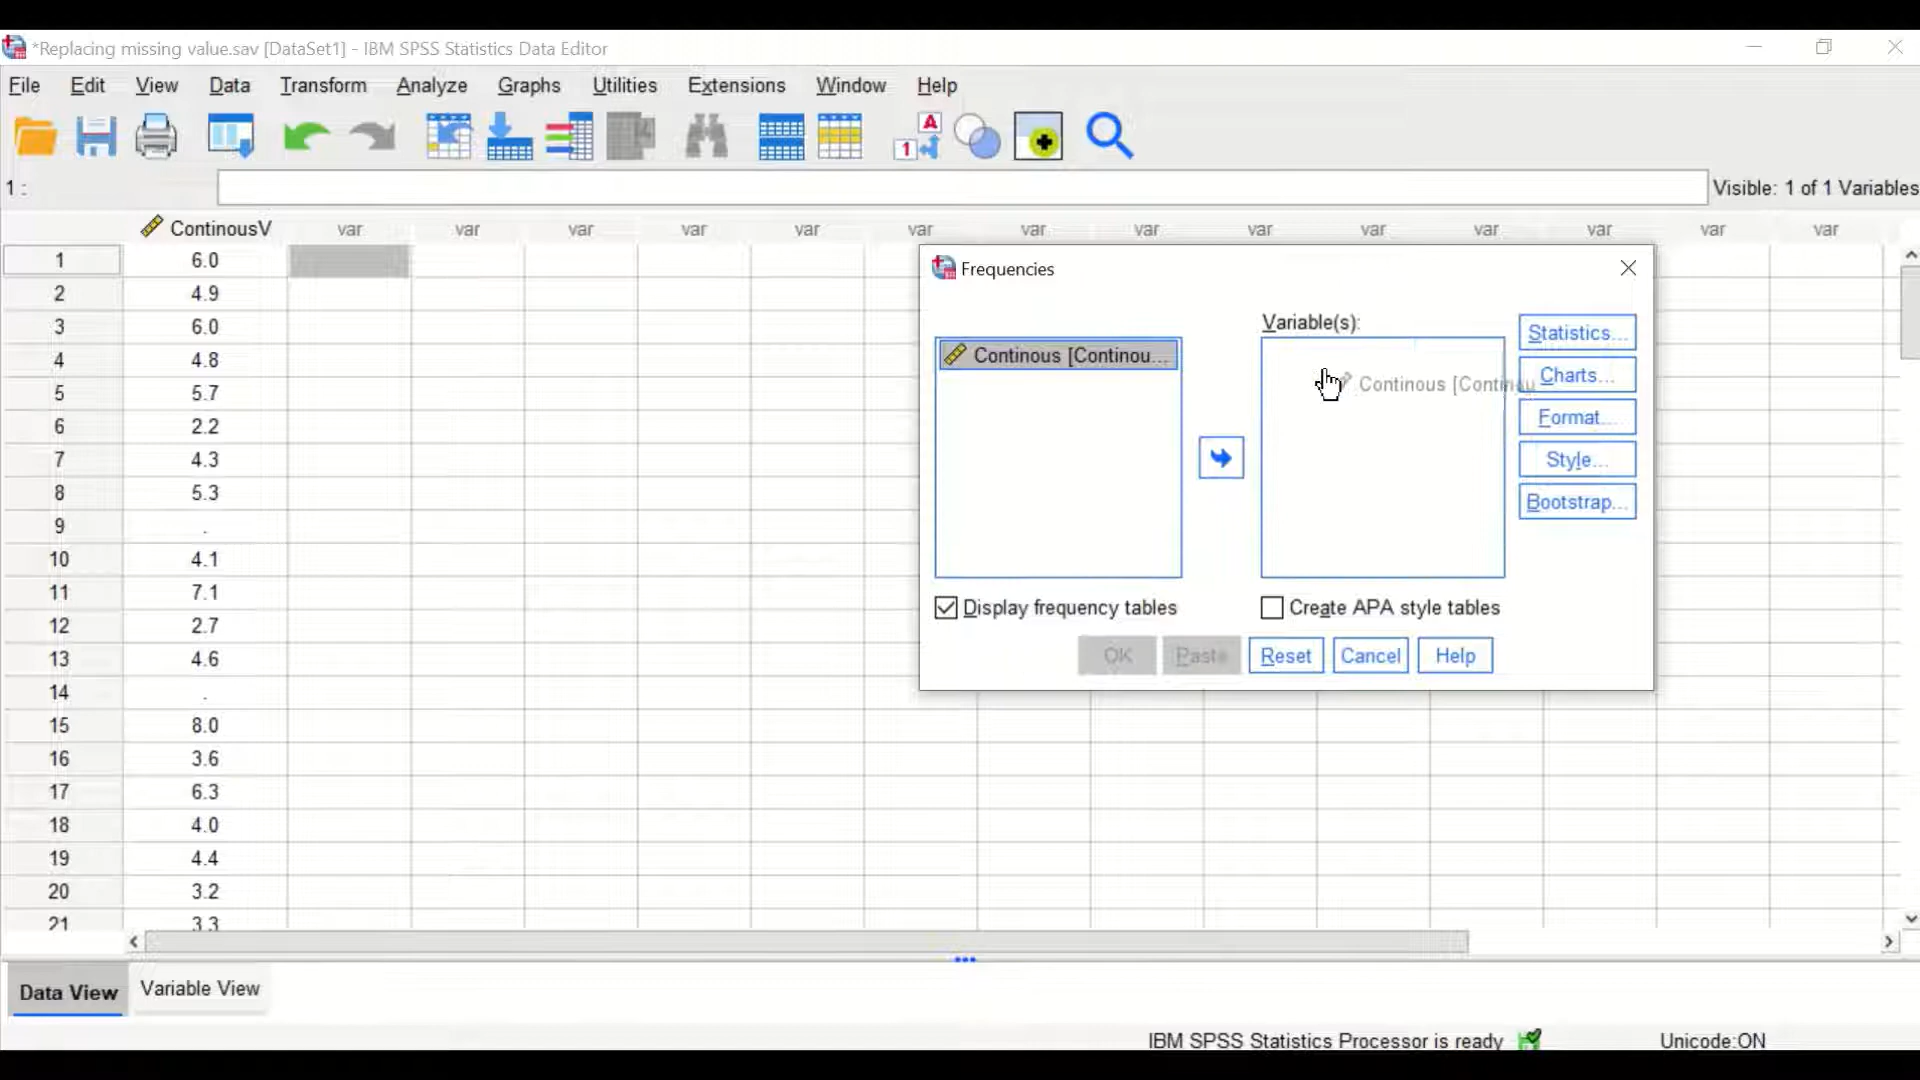 *Replacing missing value.sav [DataSet1] - IBM SPSS Statistics Data Editor
File Edit View Data Transform Analyze Graphs Utilities Extensions Window Help
1 A
1 : Visible: 1 of 1 Variables
ContinousV var var var var var var var var var var var var var var
1 6.0
2 4.9
3 6.0
4 4.8
5 5.7
6 2.2
7 4.3
8 5.3
9 .
10 4.1
11 7.1
12 2.7
13 4.6
14 .
15 8.0
16 3.6
17 6.3
18 4.0
19 4.4
20 3.2
21 3.3
Frequencies
Variable(s):
Continous [Continou...
Continous [Continou
Statistics...
Charts...
Format...
Style...
Bootstrap...
Display frequency tables Create APA style tables
OK Paste Reset Cancel Help
Data View Variable View
IBM SPSS Statistics Processor is ready Unicode:ON